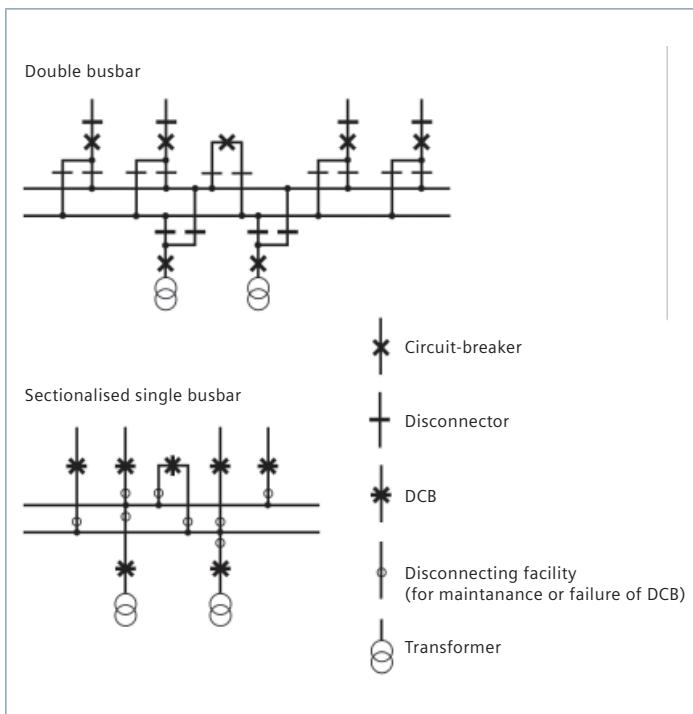 Double busbar
Circuit-breaker
Sectionalised single busbar
Disconnector
DCB
Disconnecting facility
(for maintanance or failure of DCB)
Transformer